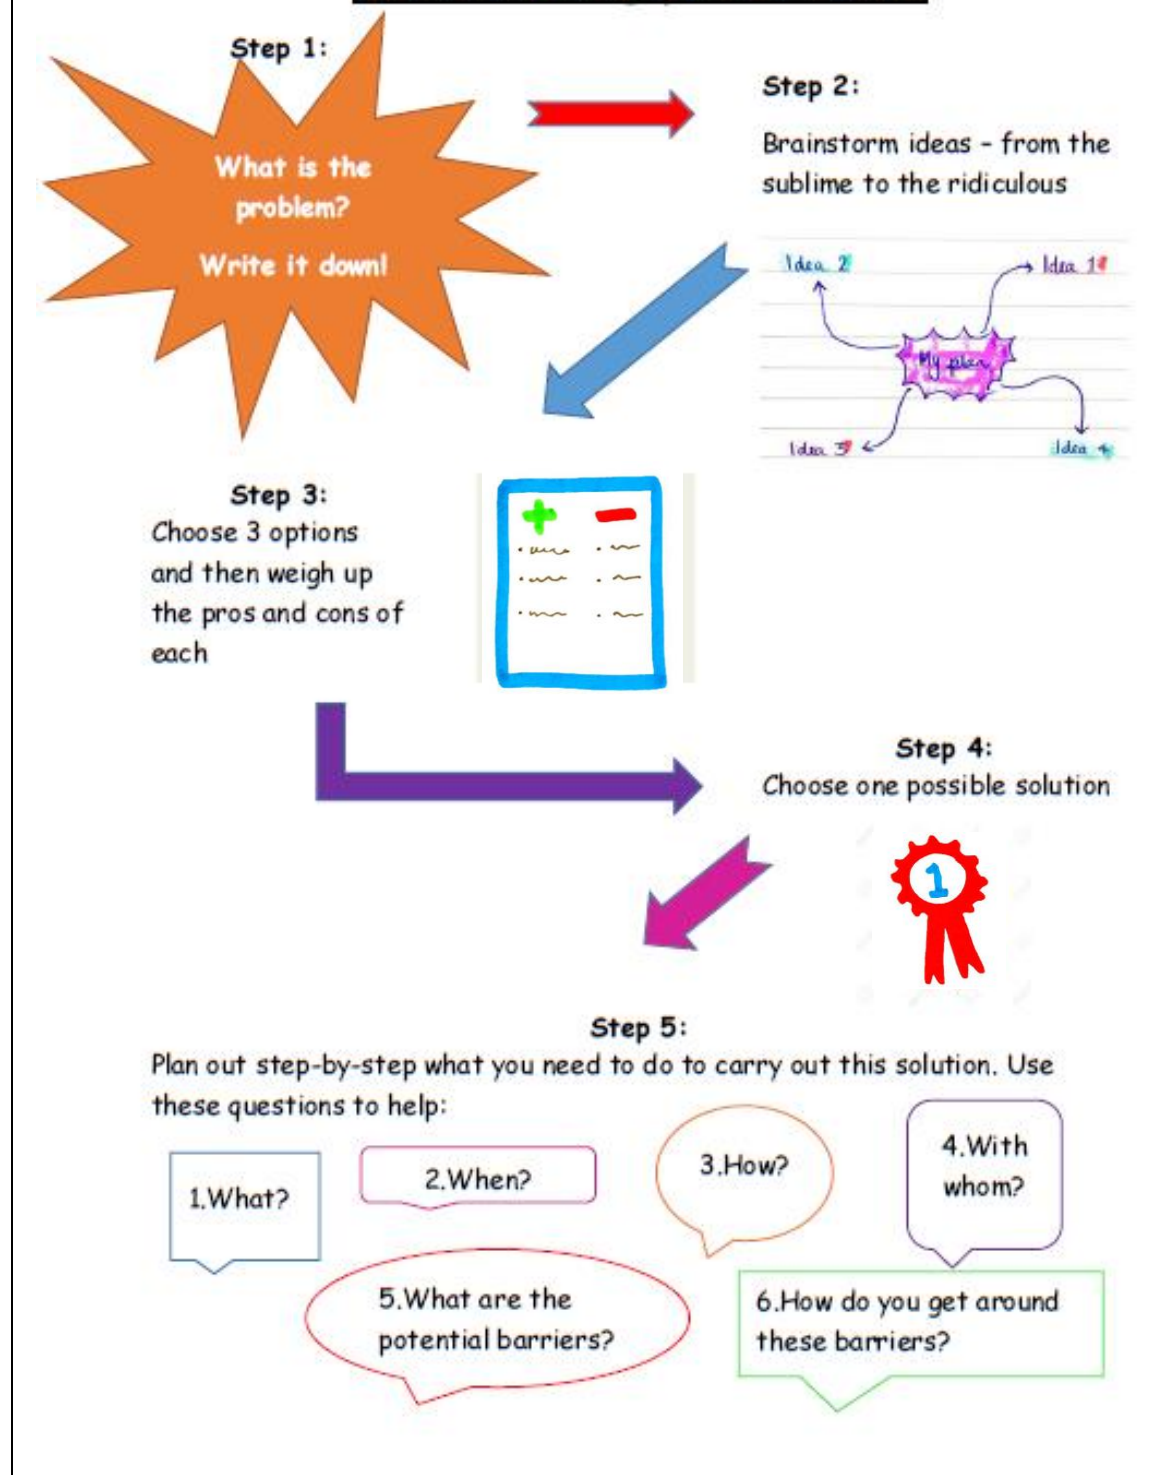 Step 1:
What is the
problem?
Write it down!
Step 2:
Brainstorm ideas - from the
sublime to the ridiculous
Idea 2
Idea 1
My plan
Idea 3
Idea 4
Step 3:
Choose 3 options
and then weigh up
the pros and cons of
each
Step 4:
Choose one possible solution
1
Step 5:
Plan out step-by-step what you need to do to carry out this solution. Use
these questions to help:
1.What?
2.When?
3.How?
4.With
whom?
5.What are the
potential barriers?
6.How do you get around
these barriers?